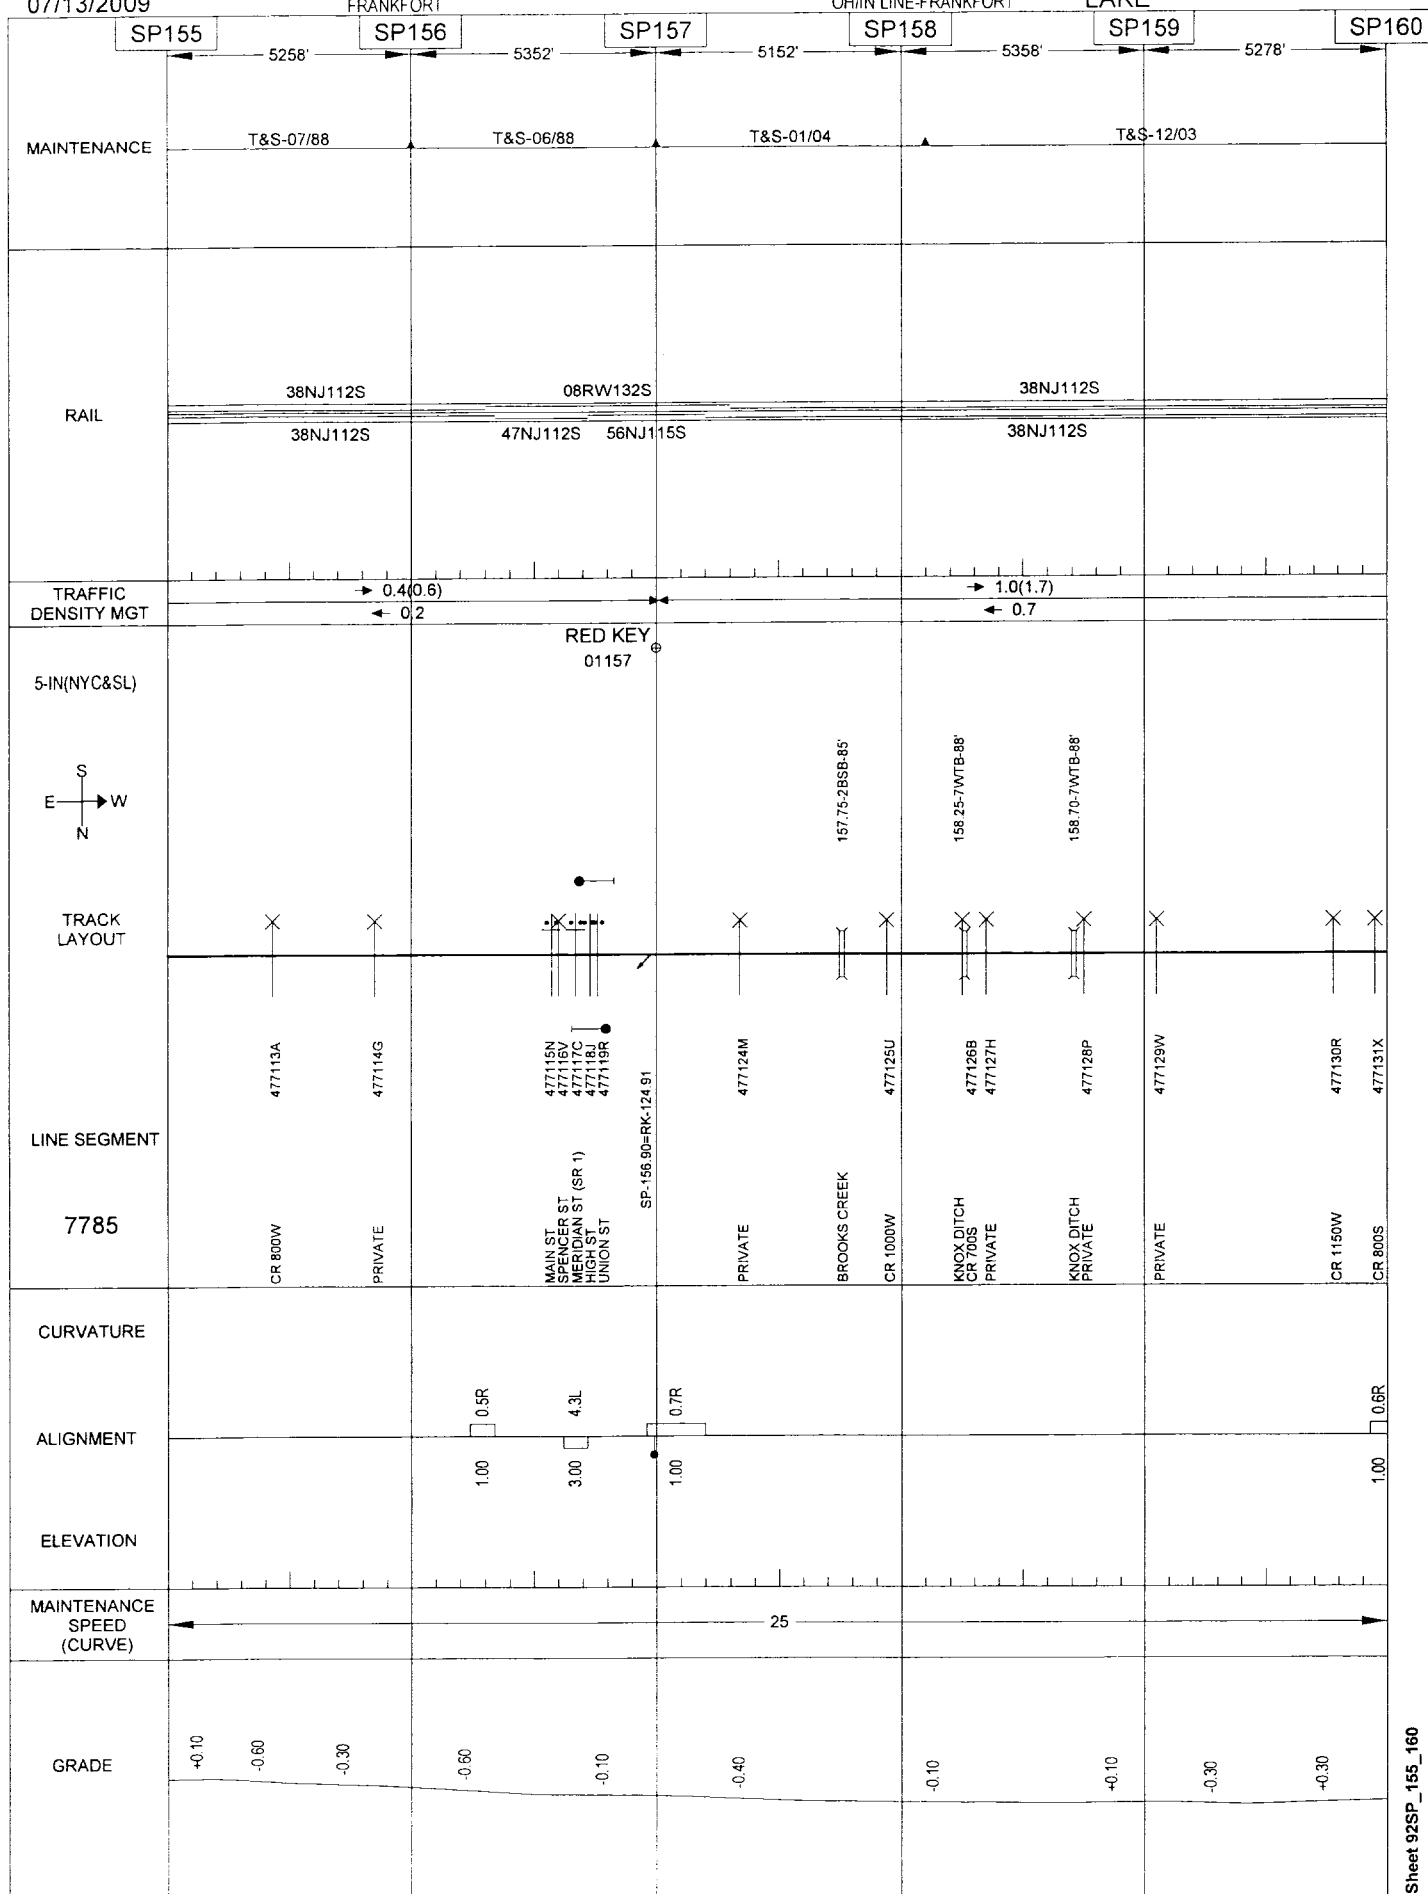 07/13/2009 FRANKFORT OH/IN LINE-FRANKFORT LAKE
SP155 SP156 SP157 SP158 SP159 SP160
5258' 5352' 5152' 5358' 5278'
MAINTENANCE T&S-07/88 T&S-06/88 T&S-01/04 T&S-12/03
38NJ112S 08RW132S 38NJ112S
RAIL
38NJ112S 47NJ112S 56NJ115S 38NJ112S
TRAFFIC DENSITY MGT
0.4(0.6) 1.0(1.7)
0.2 0.7
RED KEY
01157
5-IN(NYC&SL)
S
E W
N
157.75-2BSB-85'
158.25-7WTB-88'
158.70-7WTB-88'
TRACK
LAYOUT
477113A
477114G
477115N
477116V
477117C
477118J
477119R
SP-156.90=RK-124.91
477124M
477125U
477126B
477127H
477128P
477129W
477130R
477131X
LINE SEGMENT
7785
CR 800W
PRIVATE
MAIN ST
SPENCER ST
MERIDIAN ST (SR 1)
HIGH ST
UNION ST
PRIVATE
BROOKS CREEK
CR 1000W
KNOX DITCH
CR 700S
PRIVATE
KNOX DITCH
PRIVATE
PRIVATE
CR 1150W
CR 800S
CURVATURE
0.5R 4.3L 0.7R 0.6R
ALIGNMENT
1.00 3.00 1.00 1.00
ELEVATION
MAINTENANCE
SPEED
(CURVE)
25
GRADE
+0.10 -0.60 -0.30 -0.60 -0.10 -0.40 -0.10 +0.10 -0.30 +0.30
Sheet 92SP_155_160